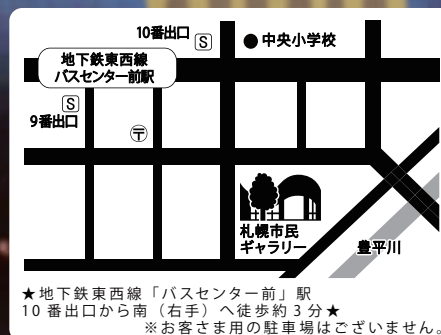 10番出口 S
中央小学校
地下鉄東西線
バスセンター前駅
S
9番出口
〒
札幌市民
ギャラリー
豊平川
★地下鉄東西線「バスセンター前」駅
10 番出口から南（右手）へ徒歩約 3 分★
※お客さま用の駐車場はございません。